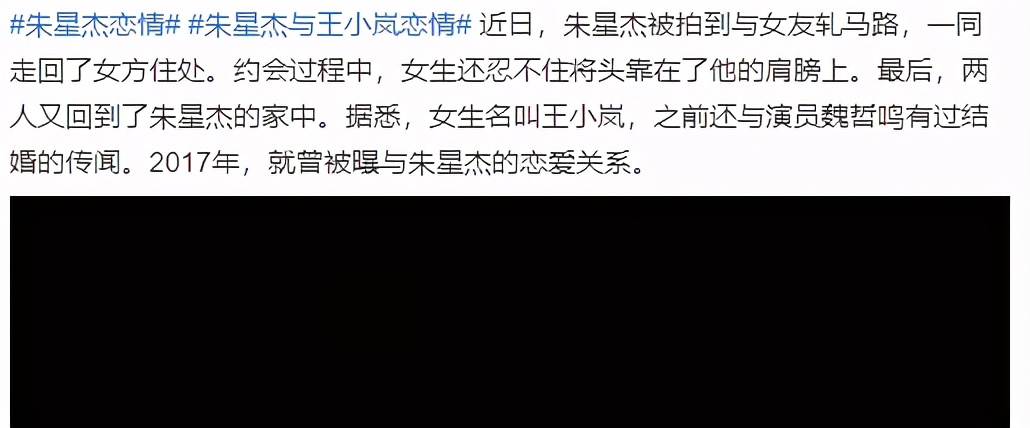 #朱星杰恋情# #朱星杰与王小岚恋情# 近日，朱星杰被拍到与女友轧马路，一同
走回了女方住处。约会过程中，女生还忍不住将头靠在了他的肩膀上。最后，两
人又回到了朱星杰的家中。据悉，女生名叫王小岚，之前还与演员魏哲鸣有过结
婚的传闻。2017年，就曾被曝与朱星杰的恋爱关系。